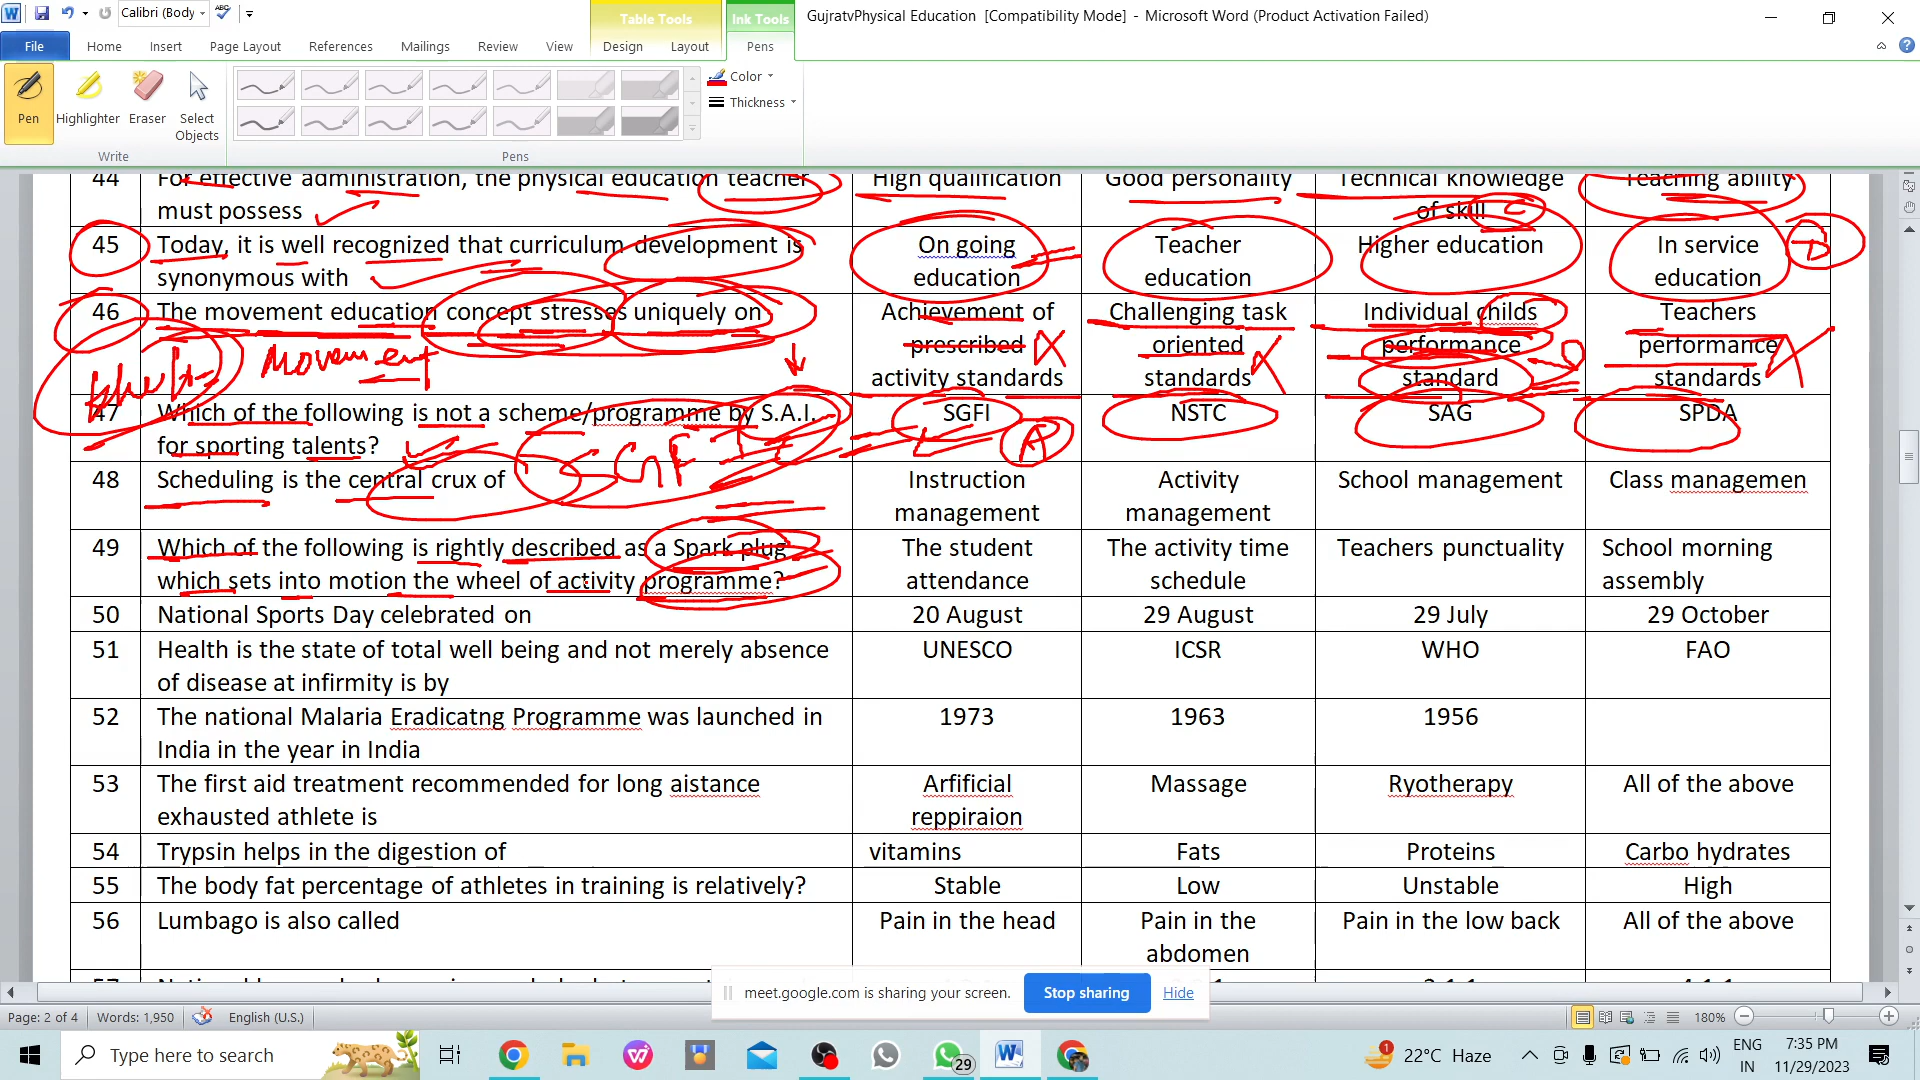 Calibri (Body
GujratvPhysical Education [Compatibility Mode] - Microsoft Word (Product Activation Failed)
Table Tools
Ink Tools
File Home Insert Page Layout References Mailings Review View Design Layout Pens
Pen Highlighter Eraser Select Objects
Color
Thickness
Write Pens
44 For effective administration, the physical education teacher must possess High qualification Good personality Technical knowledge of skill Teaching ability
45 Today, it is well recognized that curriculum development is synonymous with On going education Teacher education Higher education In service education D
46 The movement education concept stresses uniquely on Achievement of prescribed activity standards Challenging task oriented standards Individual childs performance standard Teachers performance standards
Movement
47 Which of the following is not a scheme/programme by S.A.I. for sporting talents? SGFI NSTC SAG SPDA
SGFI A
48 Scheduling is the central crux of Instruction management Activity management School management Class managemen
49 Which of the following is rightly described as a Spark plug which sets into motion the wheel of activity programme? The student attendance The activity time schedule Teachers punctuality School morning assembly
50 National Sports Day celebrated on 20 August 29 August 29 July 29 October
51 Health is the state of total well being and not merely absence of disease at infirmity is by UNESCO ICSR WHO FAO
52 The national Malaria Eradicatng Programme was launched in India in the year in India 1973 1963 1956
53 The first aid treatment recommended for long aistance exhausted athlete is Arfificial reppiraion Massage Ryotherapy All of the above
54 Trypsin helps in the digestion of vitamins Fats Proteins Carbo hydrates
55 The body fat percentage of athletes in training is relatively? Stable Low Unstable High
56 Lumbago is also called Pain in the head Pain in the abdomen Pain in the low back All of the above
meet.google.com is sharing your screen. Stop sharing Hide
Page: 2 of 4 Words: 1,950 English (U.S.) 180%
Type here to search 29 1 22°C Haze ENG IN 7:35 PM 11/29/2023